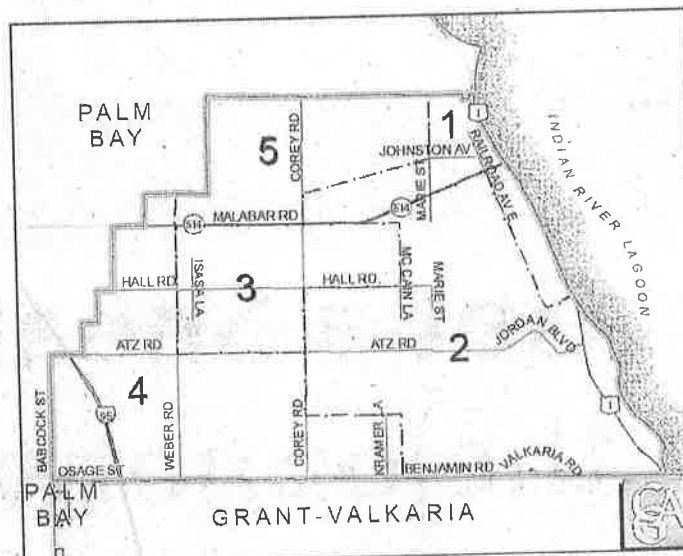 PALM
BAY
5
COREY RD
1
1
JOHNSTON AV
RAILROAD AVE
INDIAN RIVER LAGOON
MARIE ST
514
514
MALABAR RD
HALL RD
ISASA LA
3
HALL RD
MC CAIN LA
MARIE ST
ATZ RD
ATZ RD
2
JORDAN BLVD
BABCOCK ST
95
4
WEBER RD
COREY RD
KRAMER LA
1
OSAGE ST
BENJAMIN RD
VALKARIA RD
PALM
BAY
GRANT-VALKARIA